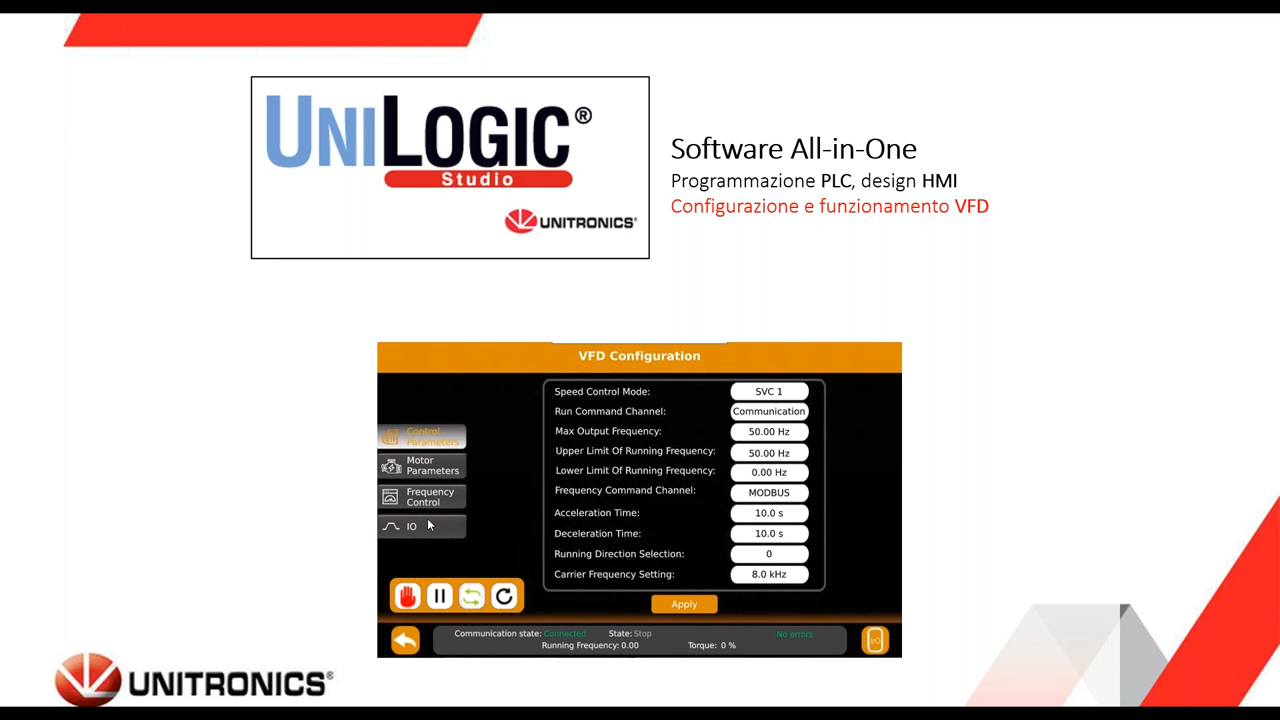 UNILOGIC®
Studio
UNITRONICS®
Software All-in-One
Programmazione PLC, design HMI
Configurazione e funzionamento VFD
VFD Configuration
Control
Parameters
Motor
Parameters
Frequency
Control
IO
Speed Control Mode: SVC 1
Run Command Channel: Communication
Max Output Frequency: 50.00 Hz
Upper Limit Of Running Frequency: 50.00 Hz
Lower Limit Of Running Frequency: 0.00 Hz
Frequency Command Channel: MODBUS
Acceleration Time: 10.0 s
Deceleration Time: 10.0 s
Running Direction Selection: 0
Carrier Frequency Setting: 8.0 kHz
Apply
Communication state: Connected State: Stop No errors
Running Frequency: 0.00 Torque: 0 %
I/O
UNITRONICS®